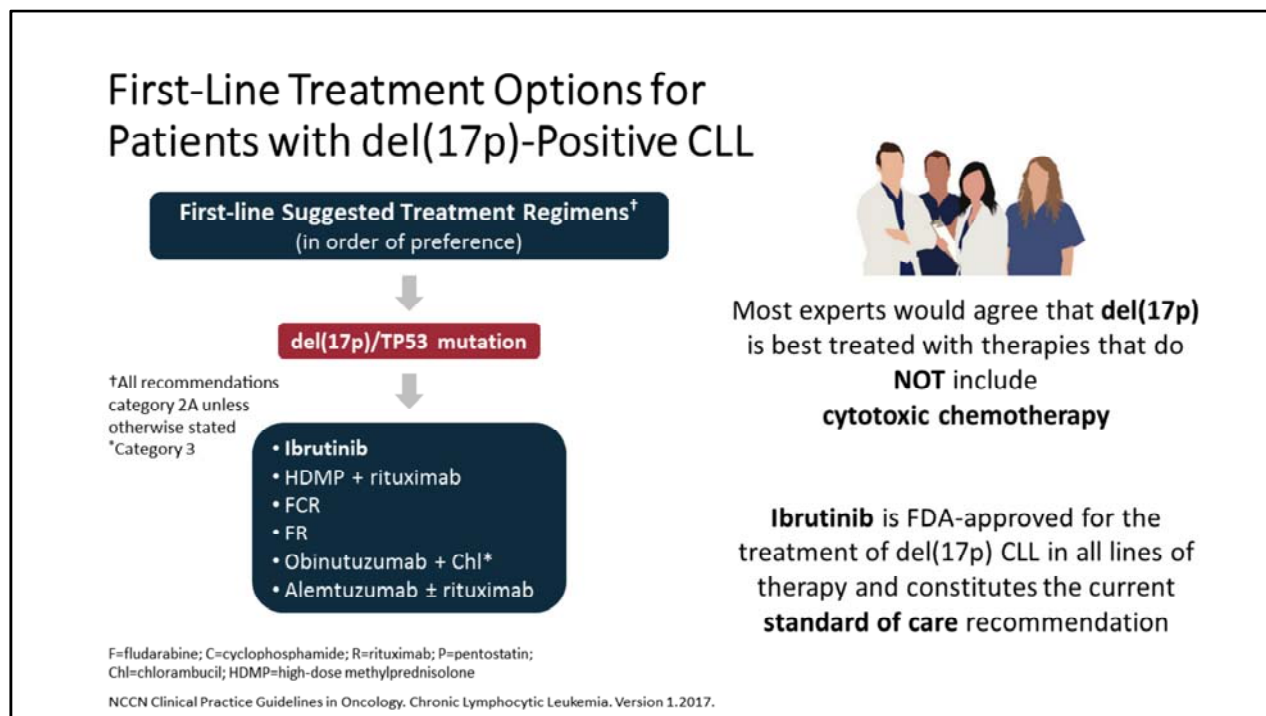 First-Line Treatment Options for
Patients with del(17p)-Positive CLL
First-line Suggested Treatment Regimens†
(in order of preference)
del(17p)/TP53 mutation
†All recommendations
category 2A unless
otherwise stated
*Category 3
• Ibrutinib
• HDMP + rituximab
• FCR
• FR
• Obinutuzumab + Chl*
• Alemtuzumab ± rituximab
F=fludarabine; C=cyclophosphamide; R=rituximab; P=pentostatin;
Chl=chlorambucil; HDMP=high-dose methylprednisolone
NCCN Clinical Practice Guidelines in Oncology. Chronic Lymphocytic Leukemia. Version 1.2017.
Most experts would agree that del(17p)
is best treated with therapies that do
NOT include
cytotoxic chemotherapy
Ibrutinib is FDA-approved for the
treatment of del(17p) CLL in all lines of
therapy and constitutes the current
standard of care recommendation